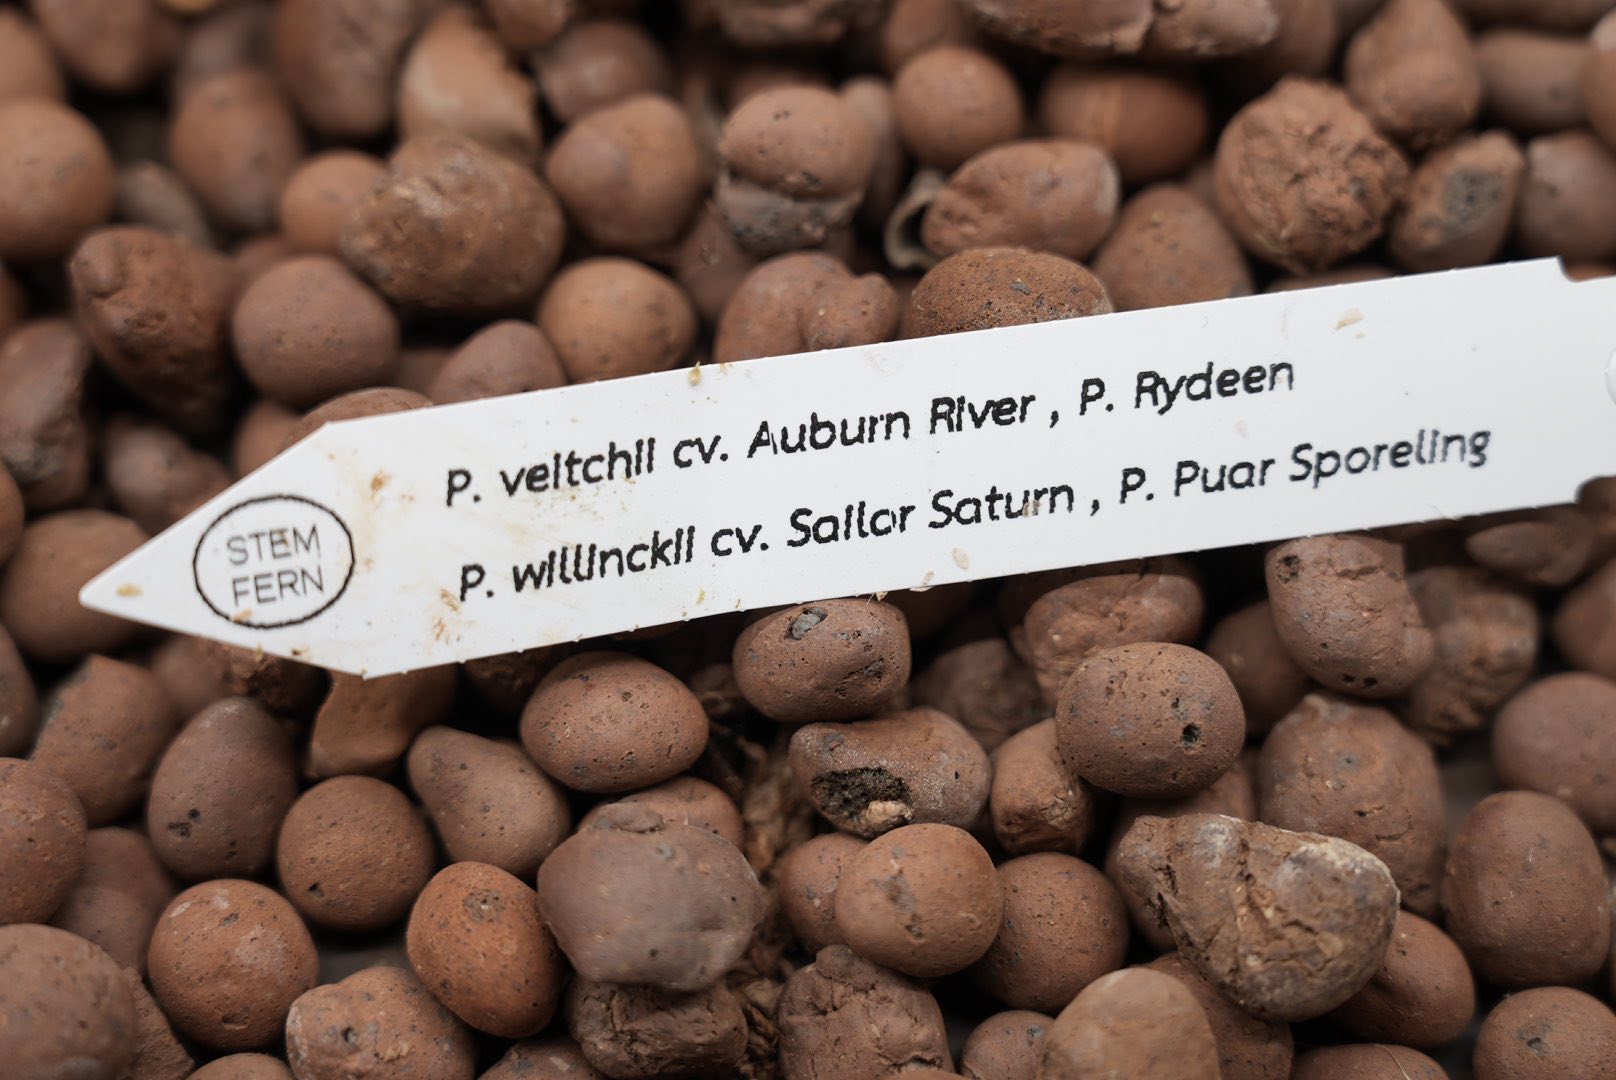 STEM
FERN
P. veitchii cv. Auburn River , P. Rydeen
P. willinckii cv. Sailor Saturn , P. Puar Sporeling